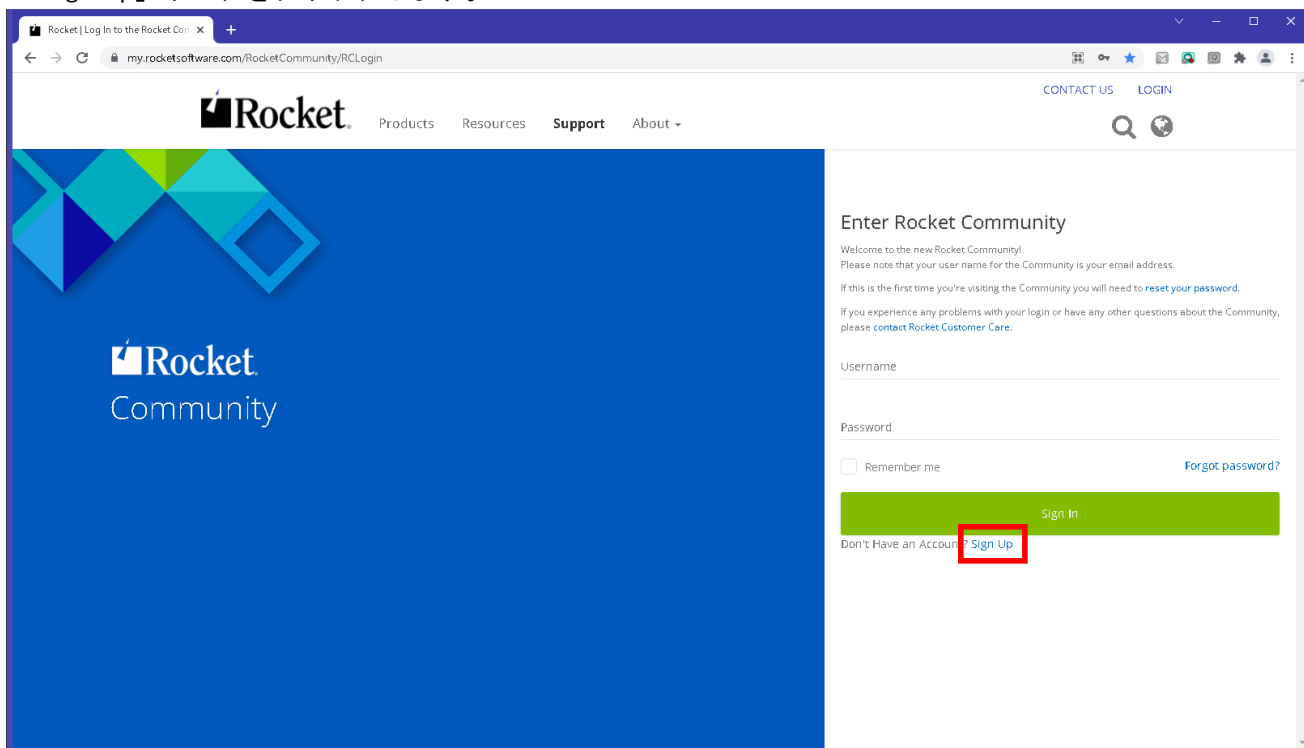 Rocket | Log In to the Rocket Con
my.rocketsoftware.com/RocketCommunity/RCLogin
CONTACT US LOGIN
Rocket. Products Resources Support About
Enter Rocket Community
Welcome to the new Rocket Community!
Please note that your user name for the Community is your email address.
If this is the first time you're visiting the Community you will need to reset your password.
If you experience any problems with your login or have any other questions about the Community,
please contact Rocket Customer Care.
Rocket.
Community
Username
Password
Remember me Forgot password?
Sign In
Don't Have an Account? Sign Up